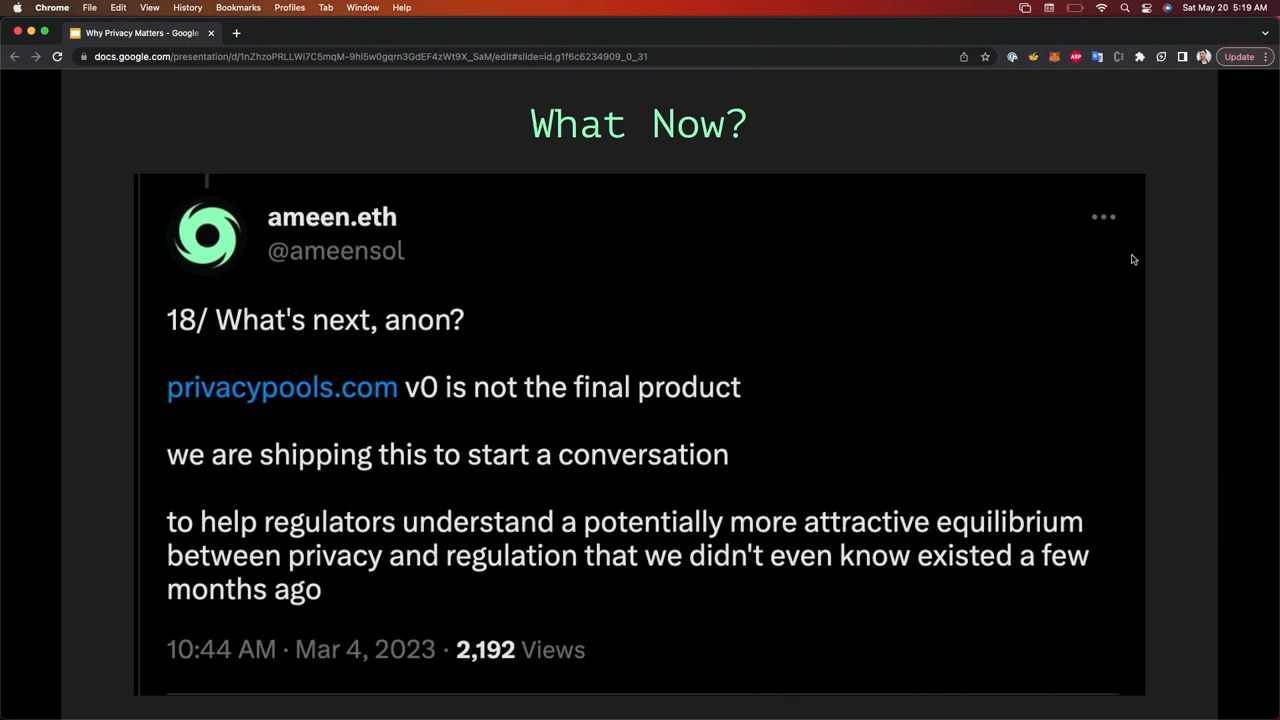 Chrome File Edit View History Bookmarks Profiles Tab Window Help Sat May 20 5:19 AM
Why Privacy Matters - Google
docs.google.com/presentation/d/1nZhzoPRLLWi7C5mqM-9hI5w0gqrn3GdEF4zWt9X_SaM/edit#slide=id.g1f6c6234909_0_31 Update
What Now?
ameen.eth
@ameensol
18/ What's next, anon?
privacypools.com v0 is not the final product
we are shipping this to start a conversation
to help regulators understand a potentially more attractive equilibrium
between privacy and regulation that we didn't even know existed a few
months ago
10:44 AM · Mar 4, 2023 · 2,192 Views